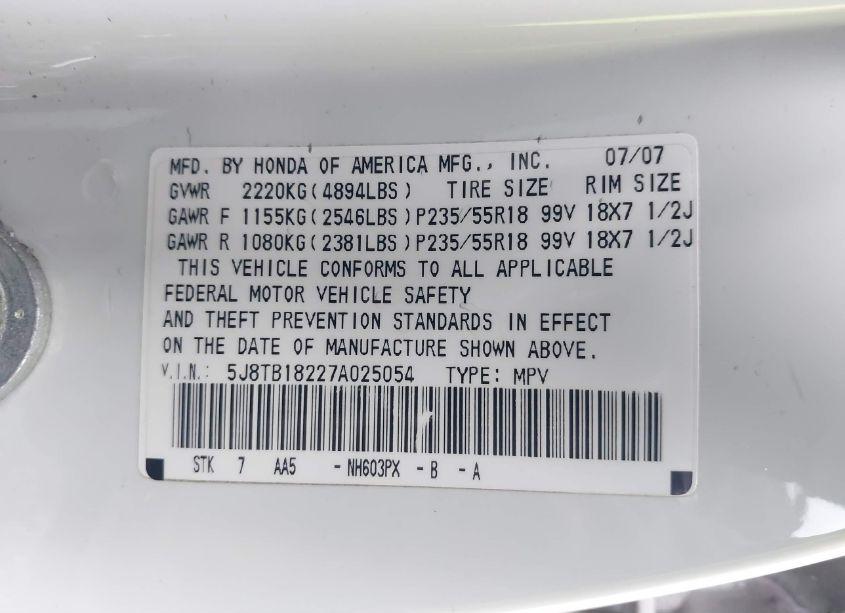 MFD. BY HONDA OF AMERICA MFG., INC. 07/07
GVWR 2220KG(4894LBS) TIRE SIZE RIM SIZE
GAWR F 1155KG(2546LBS)P235/55R18 99V 18X7 1/2J
GAWR R 1080KG(2381LBS)P235/55R18 99V 18X7 1/2J
THIS VEHICLE CONFORMS TO ALL APPLICABLE
FEDERAL MOTOR VEHICLE SAFETY
AND THEFT PREVENTION STANDARDS IN EFFECT
ON THE DATE OF MANUFACTURE SHOWN ABOVE.
V.I.N.: 5J8TB18227A025054 TYPE: MPV
STK 7 AA5 -NH603PX -B -A